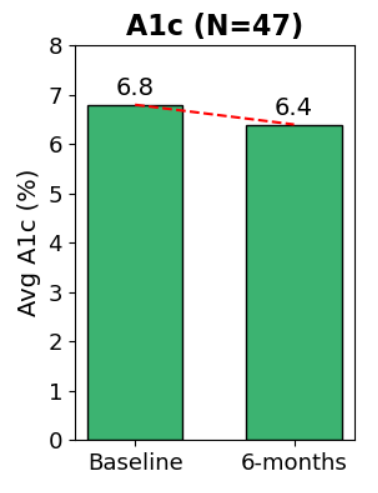 A1c (N=47)
8
7
6
5
4
3
2
1
0
Avg A1c (%)
6.8
6.4
Baseline
6-months